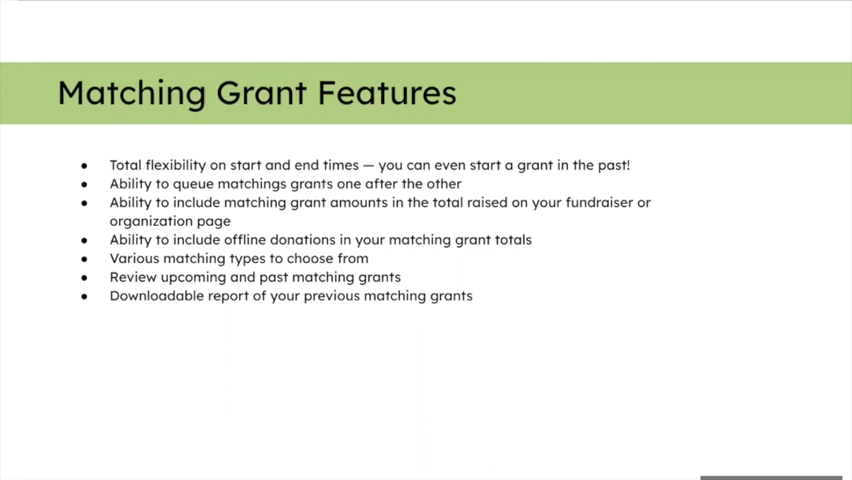 Matching Grant Features
● Total flexibility on start and end times — you can even start a grant in the past!
● Ability to queue matchings grants one after the other
● Ability to include matching grant amounts in the total raised on your fundraiser or
organization page
● Ability to include offline donations in your matching grant totals
● Various matching types to choose from
● Review upcoming and past matching grants
● Downloadable report of your previous matching grants